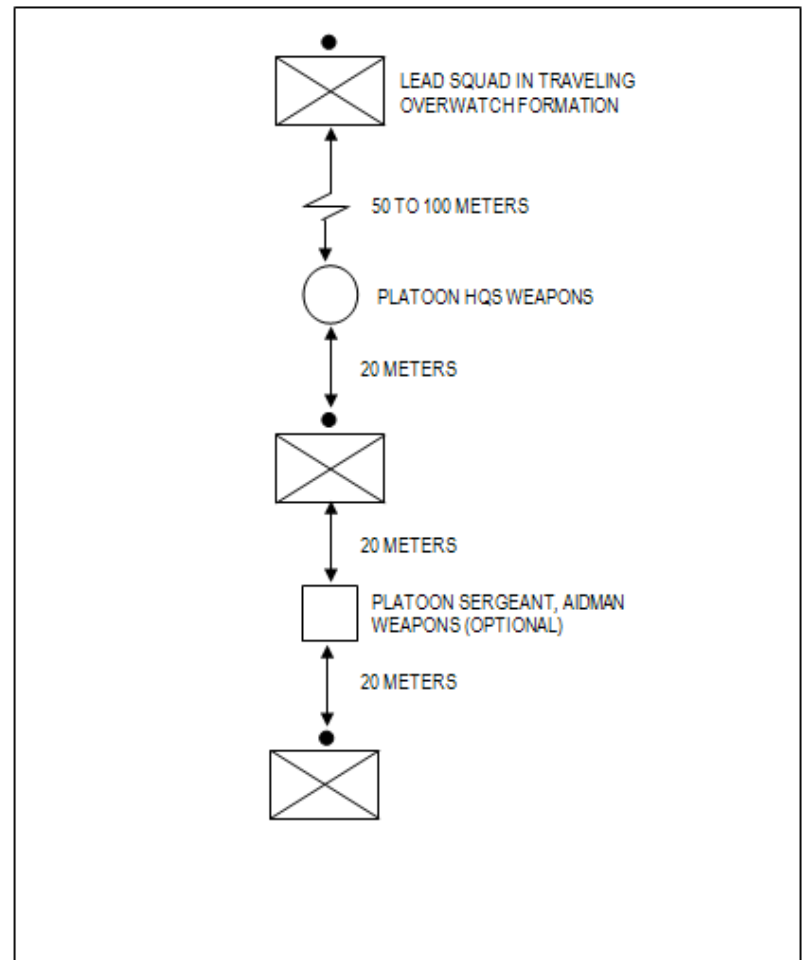 LEAD SQUAD IN TRAVELING
OVERWATCH FORMATION
50 TO 100 METERS
PLATOON HQS WEAPONS
20 METERS
20 METERS
PLATOON SERGEANT, AIDMAN
WEAPONS (OPTIONAL)
20 METERS